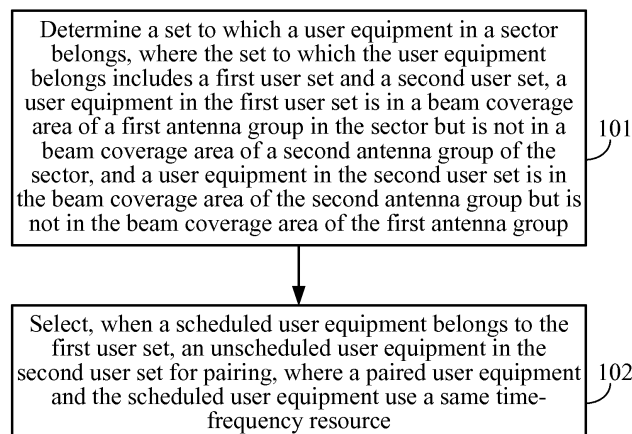 Determine a set to which a user equipment in a sector
belongs, where the set to which the user equipment
belongs includes a first user set and a second user set, a
user equipment in the first user set is in a beam coverage
area of a first antenna group in the sector but is not in a
beam coverage area of a second antenna group of the
sector, and a user equipment in the second user set is in
the beam coverage area of the second antenna group but is
not in the beam coverage area of the first antenna group
101
Select, when a scheduled user equipment belongs to the
first user set, an unscheduled user equipment in the
second user set for pairing, where a paired user equipment
and the scheduled user equipment use a same time-
frequency resource
102